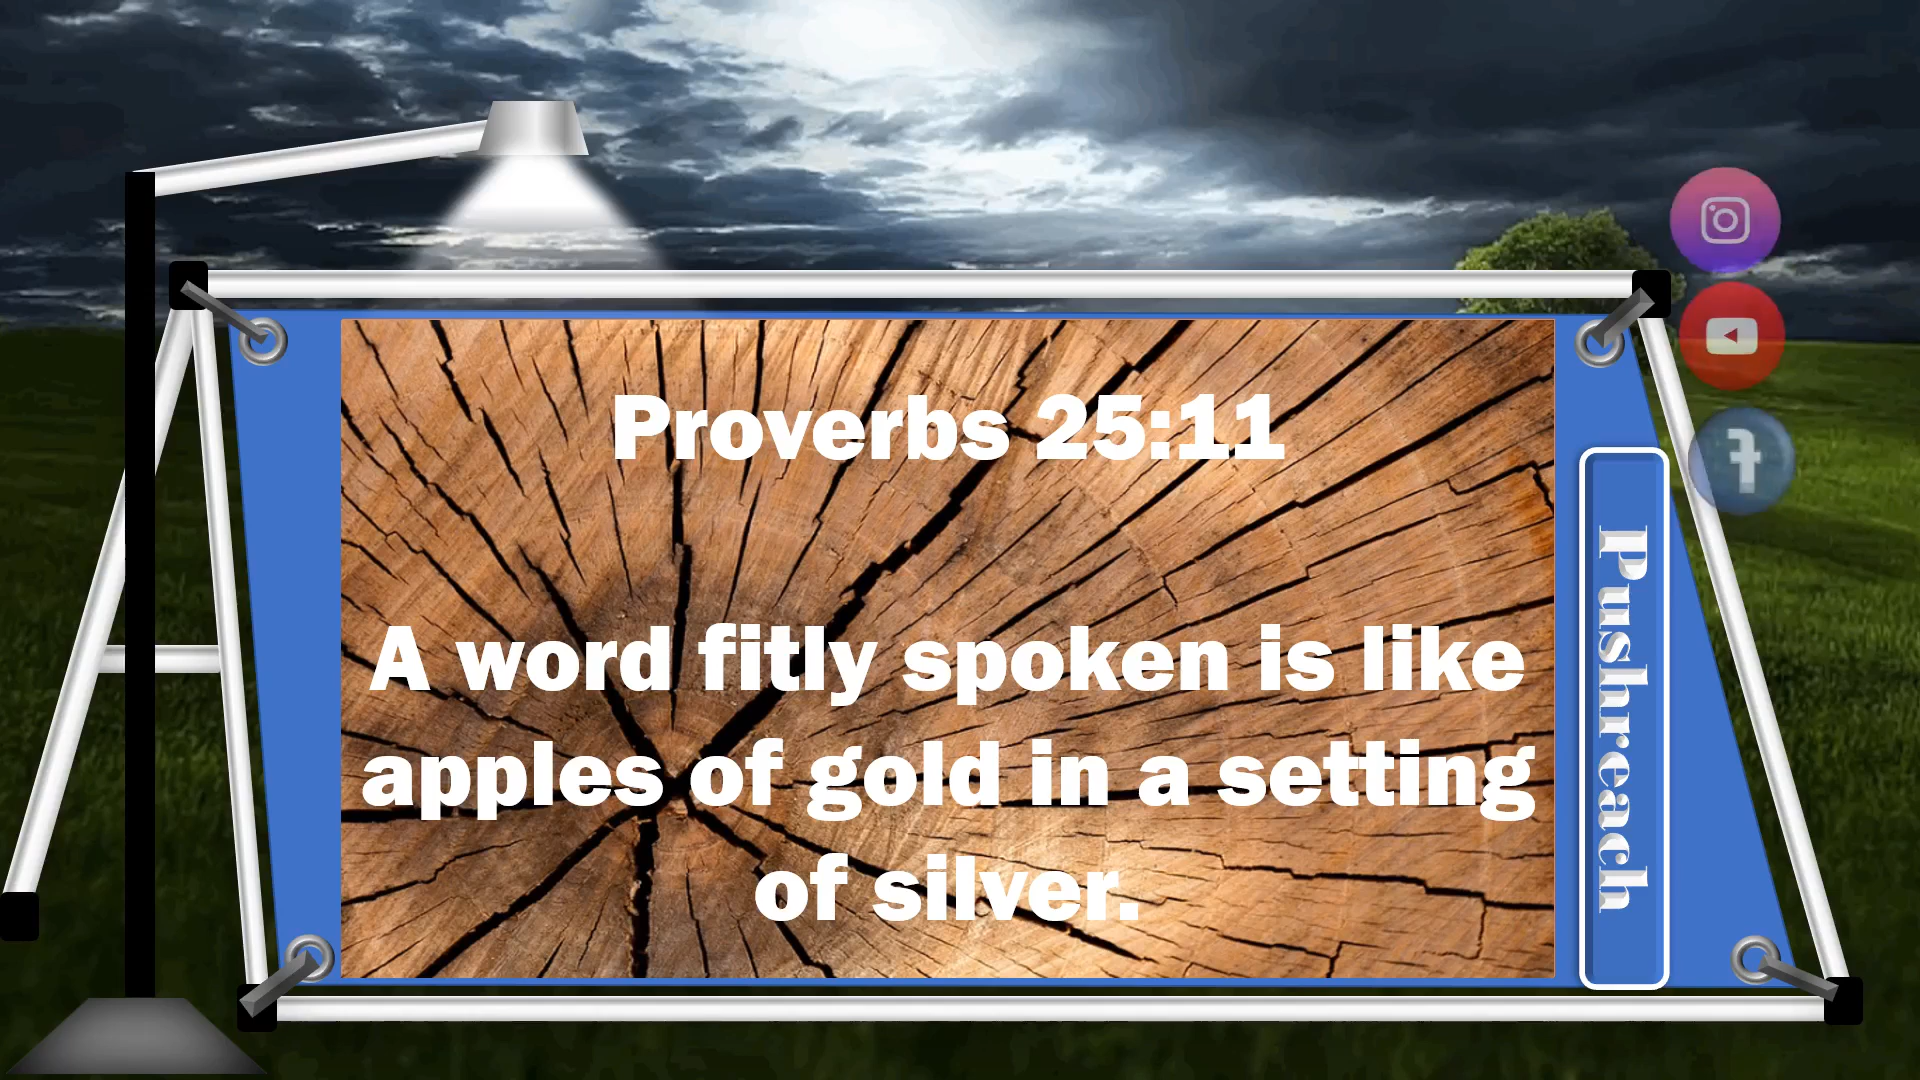 Proverbs 25:11
A word fitly spoken is like
apples of gold in a setting
of silver.
Pushreach